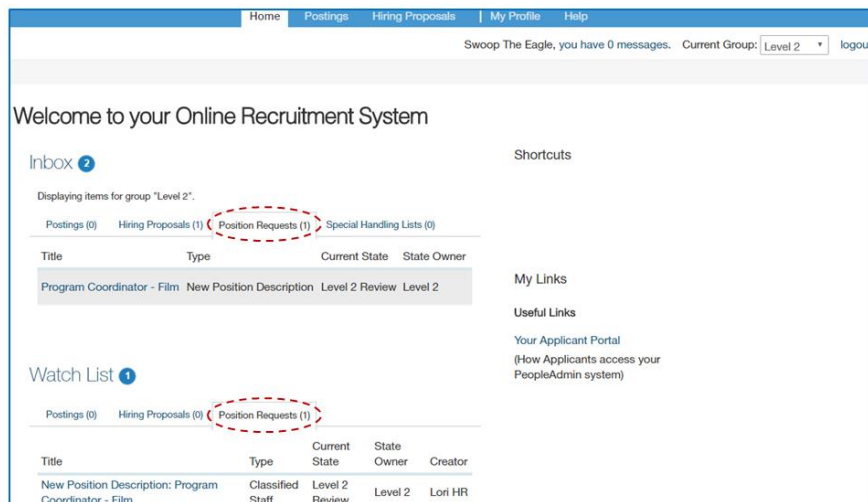 Home Postings Hiring Proposals | My Profile Help
Swoop The Eagle, you have 0 messages. Current Group: Level 2 logou
Welcome to your Online Recruitment System
Inbox 2
Shortcuts
Displaying items for group "Level 2".
Postings (0) Hiring Proposals (1) Position Requests (1) Special Handling Lists (0)
Title Type Current State State Owner
Program Coordinator - Film New Position Description Level 2 Review Level 2
My Links
Useful Links
Your Applicant Portal
(How Applicants access your
PeopleAdmin system)
Watch List 1
Postings (0) Hiring Proposals (0) Position Requests (1)
Current State
Title Type State Owner Creator
New Position Description: Program Classified Level 2
Level 2 Lori HR
Coordinator - Film Staff Review